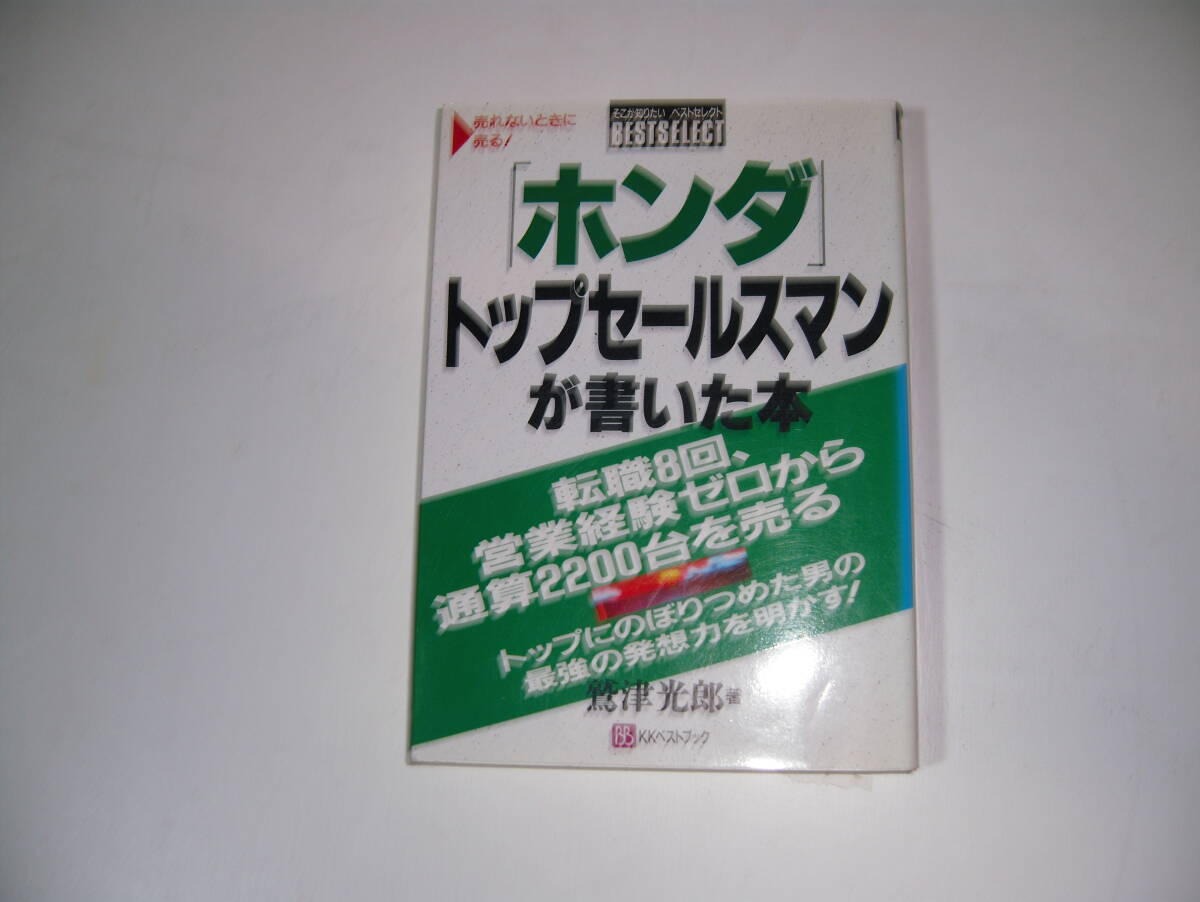 売れないときに
売る!
そこが知りたい ベストセレクト
BESTSELECT
[ホンダ]
トップセールスマン
が書いた本
転職8回、
営業経験ゼロから
通算2200台を売る
トップにのぼりつめた男の
最強の発想力を明かす!
鷲津光郎 著
BB KKベストブック